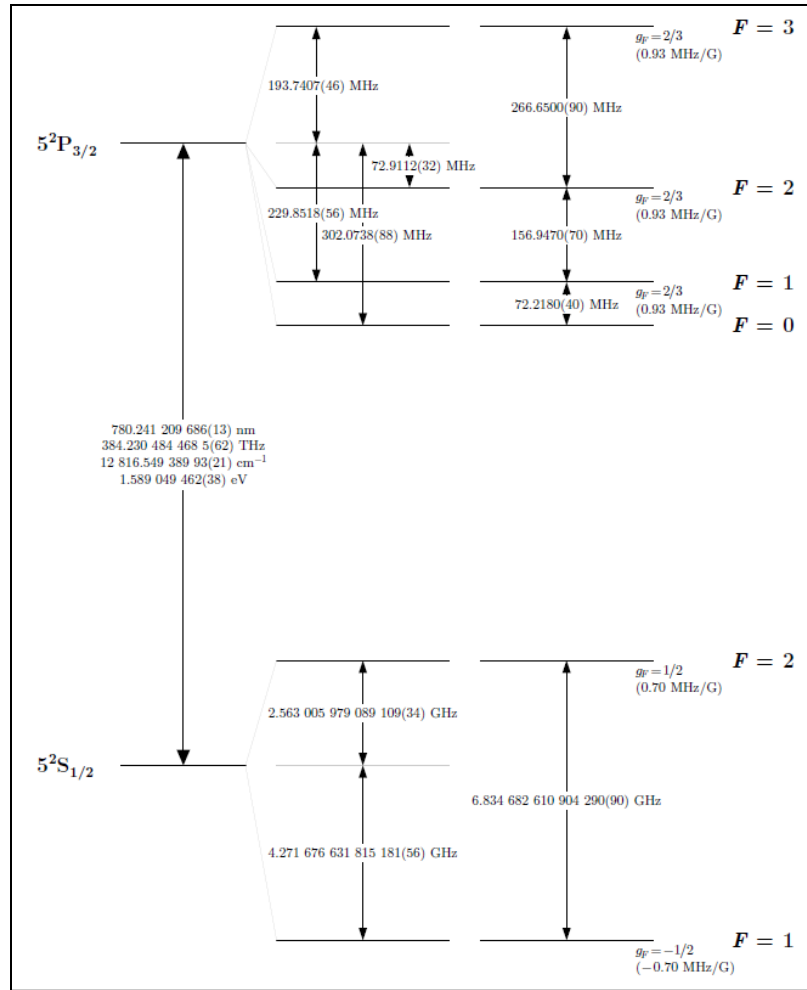 F = 3
g_F = 2/3
(0.93 MHz/G)
193.7407(46) MHz
266.6500(90) MHz
5²P₃/₂
72.9112(32) MHz
F = 2
g_F = 2/3
(0.93 MHz/G)
229.8518(56) MHz
302.0738(88) MHz
156.9470(70) MHz
F = 1
g_F = 2/3
(0.93 MHz/G)
72.2180(40) MHz
F = 0
780.241 209 686(13) nm
384.230 484 468 5(62) THz
12 816.549 389 93(21) cm⁻¹
1.589 049 462(38) eV
F = 2
g_F = 1/2
(0.70 MHz/G)
2.563 005 979 089 109(34) GHz
5²S₁/₂
6.834 682 610 904 290(90) GHz
4.271 676 631 815 181(56) GHz
F = 1
g_F = −1/2
(−0.70 MHz/G)